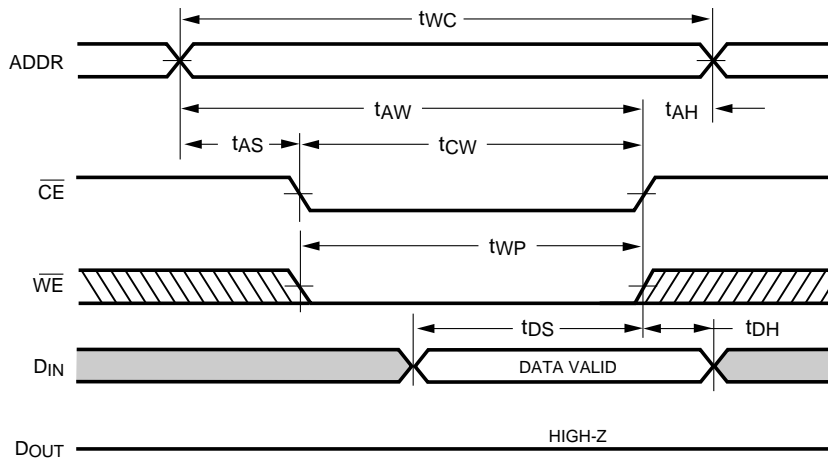 tWC
ADDR
tAW
tAH
tAS
tCW
CE
tWP
WE
tDS
tDH
DIN
DATA VALID
HIGH-Z
DOUT